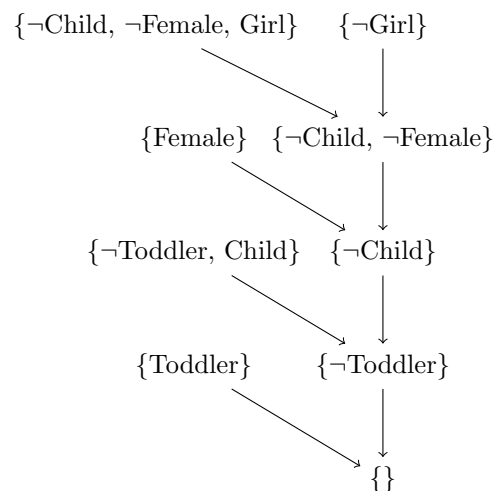 {¬Child, ¬Female, Girl} {¬Girl}
{Female} {¬Child, ¬Female}
{¬Toddler, Child} {¬Child}
{Toddler} {¬Toddler}
{}